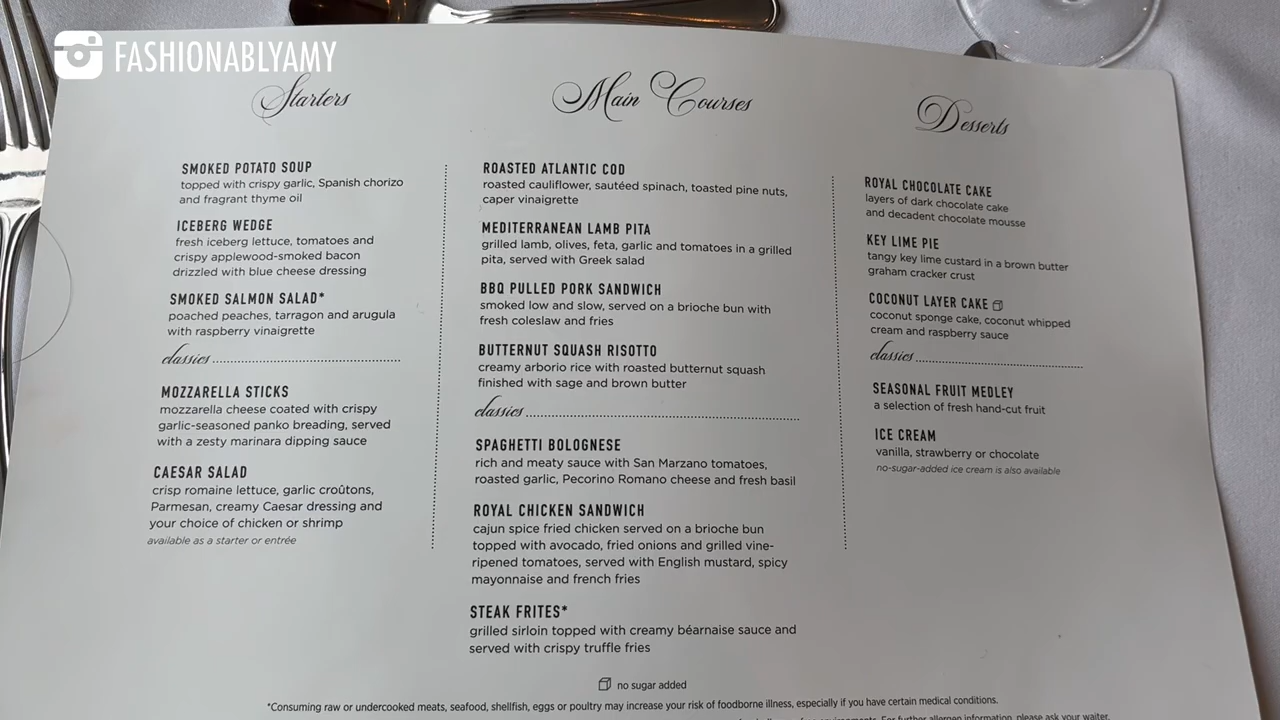 FASHIONABLYAMY
Starters
SMOKED POTATO SOUP
topped with crispy garlic, Spanish chorizo
and fragrant thyme oil
ICEBERG WEDGE
fresh iceberg lettuce, tomatoes and
crispy applewood-smoked bacon
drizzled with blue cheese dressing
SMOKED SALMON SALAD*
poached peaches, tarragon and arugula
with raspberry vinaigrette
classics
MOZZARELLA STICKS
mozzarella cheese coated with crispy
garlic-seasoned panko breading, served
with a zesty marinara dipping sauce
CAESAR SALAD
crisp romaine lettuce, garlic croûtons,
Parmesan, creamy Caesar dressing and
your choice of chicken or shrimp
available as a starter or entrée
Main Courses
ROASTED ATLANTIC COD
roasted cauliflower, sautéed spinach, toasted pine nuts,
caper vinaigrette
MEDITERRANEAN LAMB PITA
grilled lamb, olives, feta, garlic and tomatoes in a grilled
pita, served with Greek salad
BBQ PULLED PORK SANDWICH
smoked low and slow, served on a brioche bun with
fresh coleslaw and fries
BUTTERNUT SQUASH RISOTTO
creamy arborio rice with roasted butternut squash
finished with sage and brown butter
classics
SPAGHETTI BOLOGNESE
rich and meaty sauce with San Marzano tomatoes,
roasted garlic, Pecorino Romano cheese and fresh basil
ROYAL CHICKEN SANDWICH
cajun spice fried chicken served on a brioche bun
topped with avocado, fried onions and grilled vine-
ripened tomatoes, served with English mustard, spicy
mayonnaise and french fries
STEAK FRITES*
grilled sirloin topped with creamy béarnaise sauce and
served with crispy truffle fries
Desserts
ROYAL CHOCOLATE CAKE
layers of dark chocolate cake
and decadent chocolate mousse
KEY LIME PIE
tangy key lime custard in a brown butter
graham cracker crust
COCONUT LAYER CAKE
coconut sponge cake, coconut whipped
cream and raspberry sauce
classics
SEASONAL FRUIT MEDLEY
a selection of fresh hand-cut fruit
ICE CREAM
vanilla, strawberry or chocolate
no-sugar-added ice cream is also available
no sugar added
*Consuming raw or undercooked meats, seafood, shellfish, eggs or poultry may increase your risk of foodborne illness, especially if you have certain medical conditions.
environments. For further allergen information, please ask your waiter.